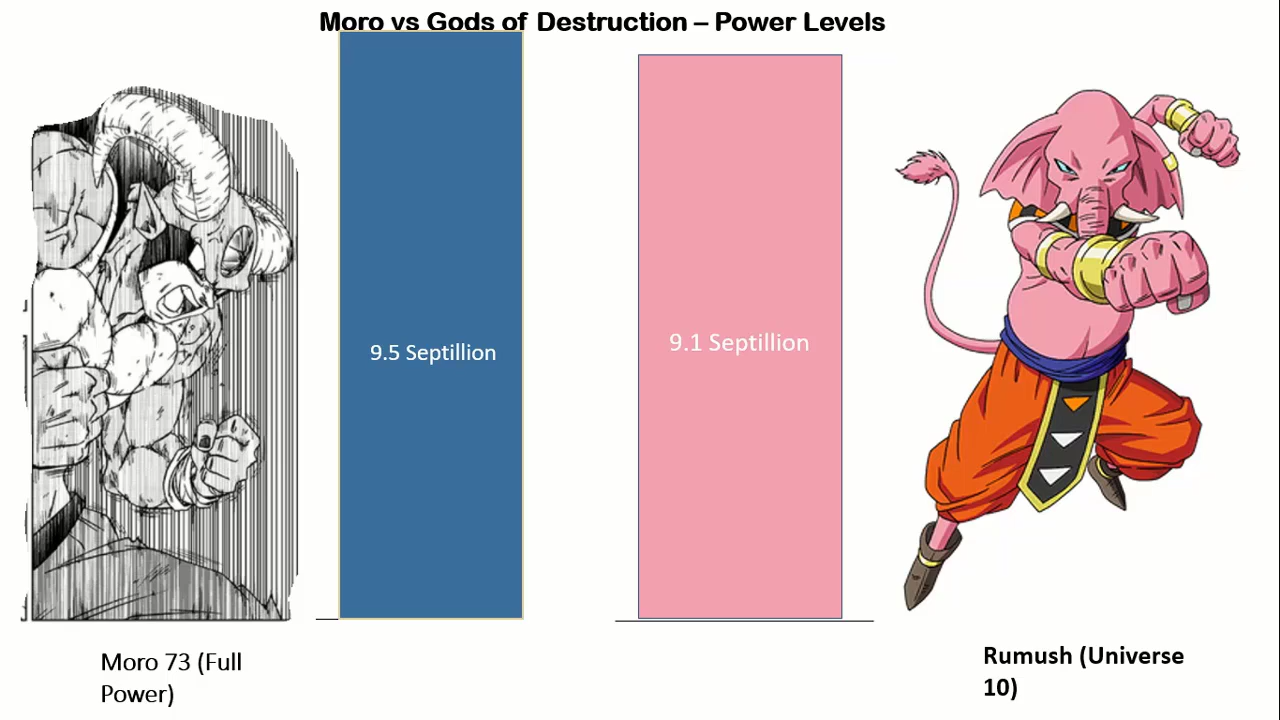 Moro vs Gods of Destruction – Power Levels
9.5 Septillion
9.1 Septillion
Moro 73 (Full
Power)
Rumush (Universe
10)